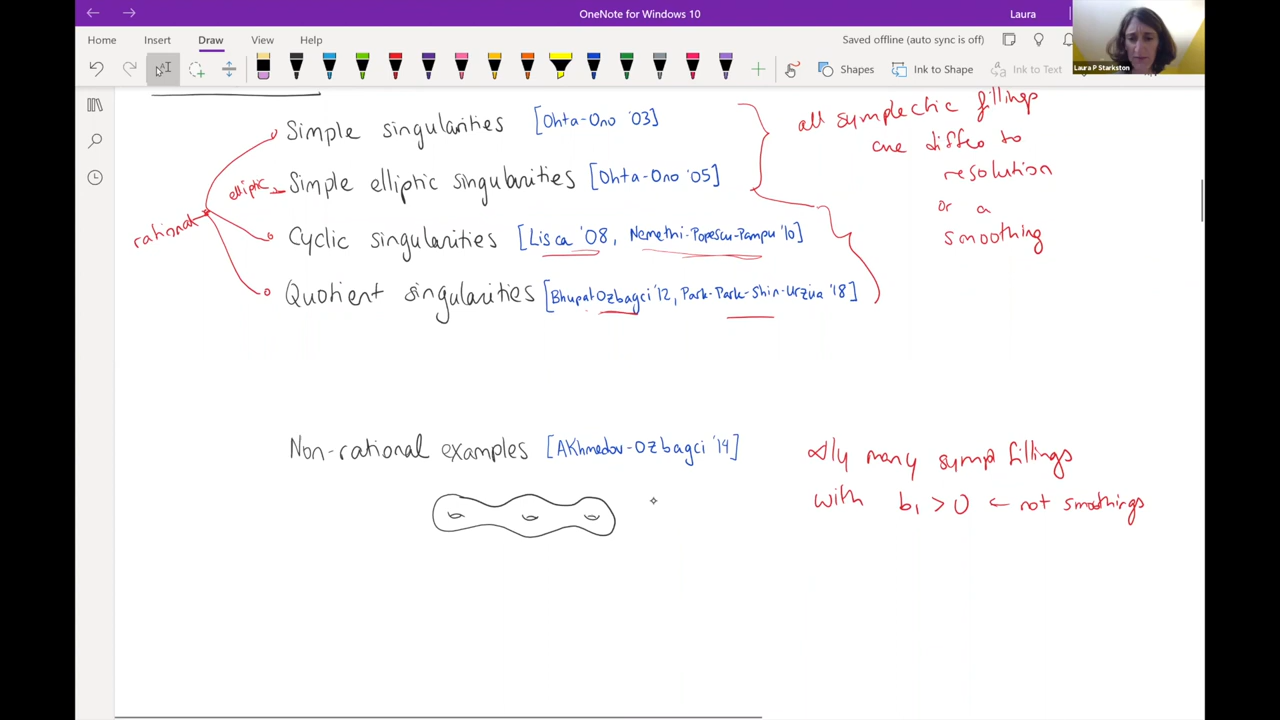 OneNote for Windows 10
Laura
Home Insert Draw View Help
Saved offline (auto sync is off)
Shapes
Ink to Shape
Ink to Text
Laura P Starkston
Simple singularities [Ohta-Ono '03]
elliptic
Simple elliptic singularities [Ohta-Ono '05]
rational
Cyclic singularities [Lisca '08, Nemethi-Popescu-Pampu '10]
Quotient singularities [Bhupal-Ozbagci '12, Park-Park-Shin-Urzúa '18]
all symplectic fillings
are diffeo to
resolution
or a
smoothing
Non-rational examples [Akhmedov-Ozbagci '14]
∞ly many symp fillings
with b₁ > 0 ← not smoothings